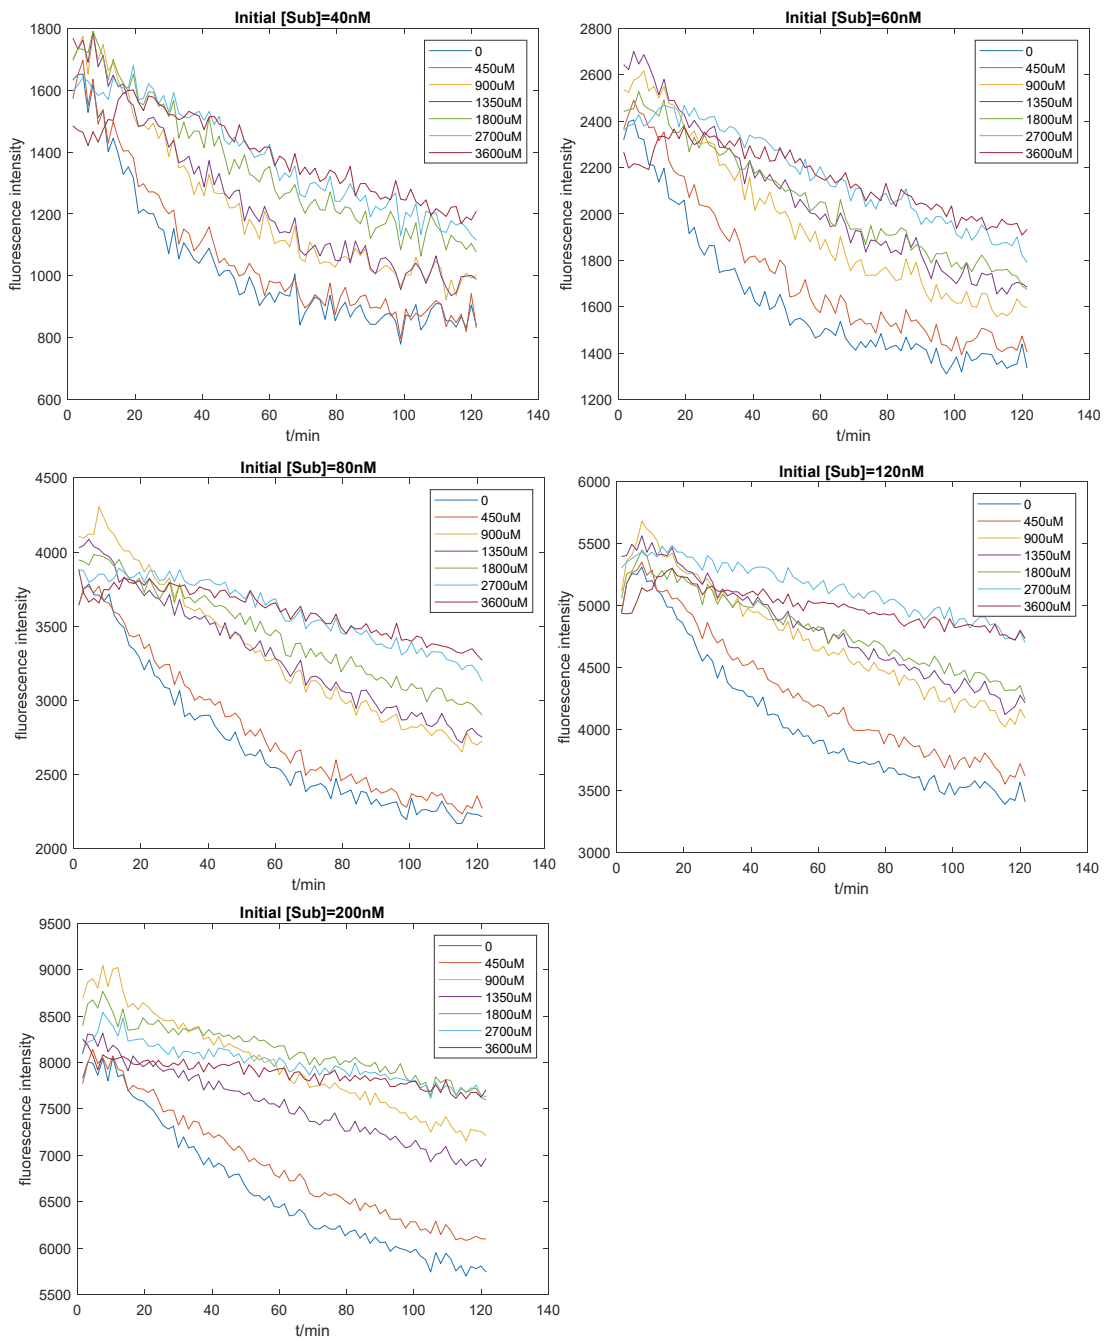 Initial [Sub]=40nM
1800
1600
1400
1200
1000
800
600
fluorescence intensity
0
450uM
900uM
1350uM
1800uM
2700uM
3600uM
0 20 40 60 80 100 120 140
t/min
Initial [Sub]=60nM
2800
2600
2400
2200
2000
1800
1600
1400
1200
fluorescence intensity
0
450uM
900uM
1350uM
1800uM
2700uM
3600uM
0 20 40 60 80 100 120 140
t/min
Initial [Sub]=80nM
4500
4000
3500
3000
2500
2000
fluorescence intensity
0
450uM
900uM
1350uM
1800uM
2700uM
3600uM
0 20 40 60 80 100 120 140
t/min
Initial [Sub]=120nM
6000
5500
5000
4500
4000
3500
3000
fluorescence intensity
0
450uM
900uM
1350uM
1800uM
2700uM
3600uM
0 20 40 60 80 100 120 140
t/min
Initial [Sub]=200nM
9500
9000
8500
8000
7500
7000
6500
6000
5500
fluorescence intensity
0
450uM
900uM
1350uM
1800uM
2700uM
3600uM
0 20 40 60 80 100 120 140
t/min